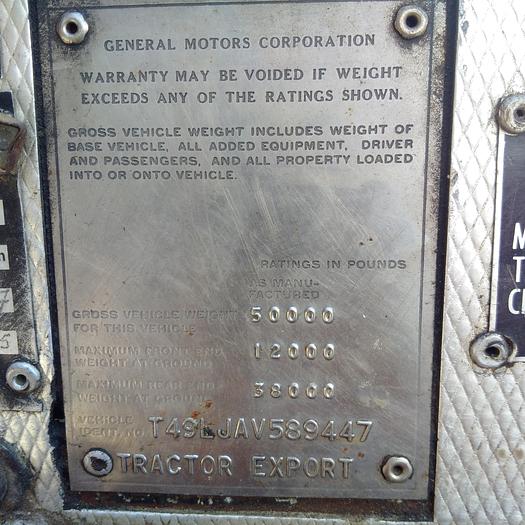 GENERAL MOTORS CORPORATION
WARRANTY MAY BE VOIDED IF WEIGHT
EXCEEDS ANY OF THE RATINGS SHOWN.
GROSS VEHICLE WEIGHT INCLUDES WEIGHT OF
BASE VEHICLE, ALL ADDED EQUIPMENT, DRIVER
AND PASSENGERS, AND ALL PROPERTY LOADED
INTO OR ONTO VEHICLE.
RATINGS IN POUNDS
AS MANU-
FACTURED
GROSS VEHICLE WEIGHT 50000
FOR THIS VEHICLE
MAXIMUM FRONT END 12000
WEIGHT AT GROUND
MAXIMUM REAR END 38000
WEIGHT AT GROUND
VEHICLE
IDENT. NO. T49LJAV589447
TRACTOR EXPORT